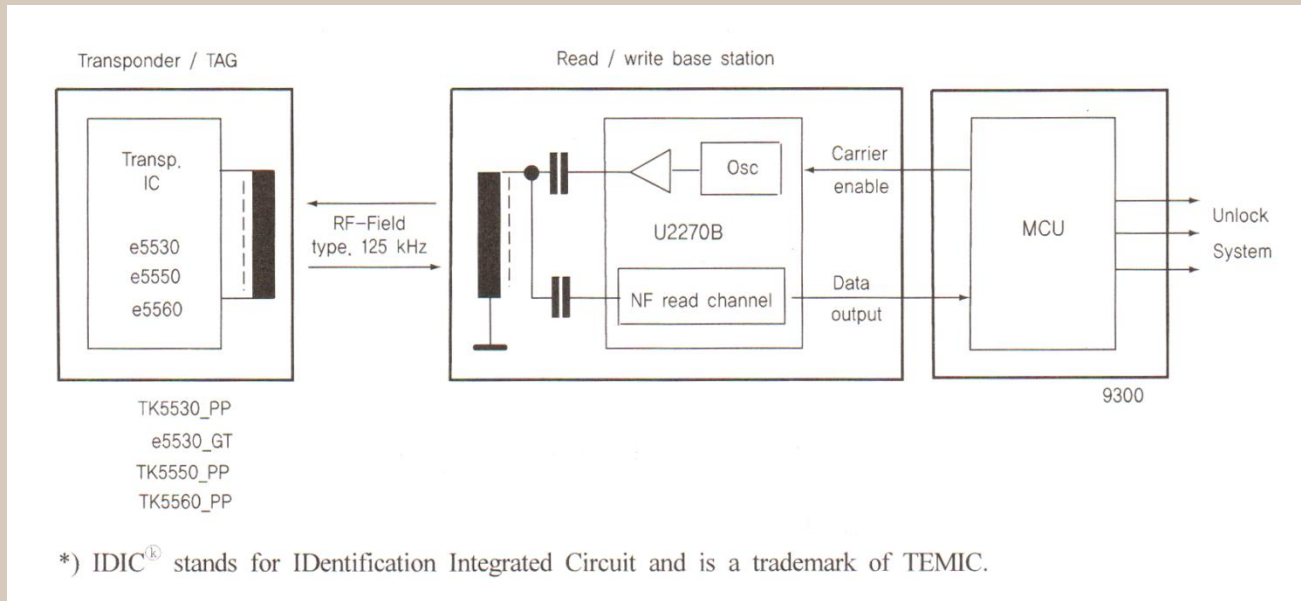 Transponder / TAG
Transp.
IC
e5530
e5550
e5560
TK5530_PP
e5530_GT
TK5550_PP
TK5560_PP
RF-Field
type. 125 kHz
Read / write base station
Osc
U2270B
NF read channel
Carrier
enable
Data
output
MCU
9300
Unlock
System
*) IDIC® stands for IDentification Integrated Circuit and is a trademark of TEMIC.